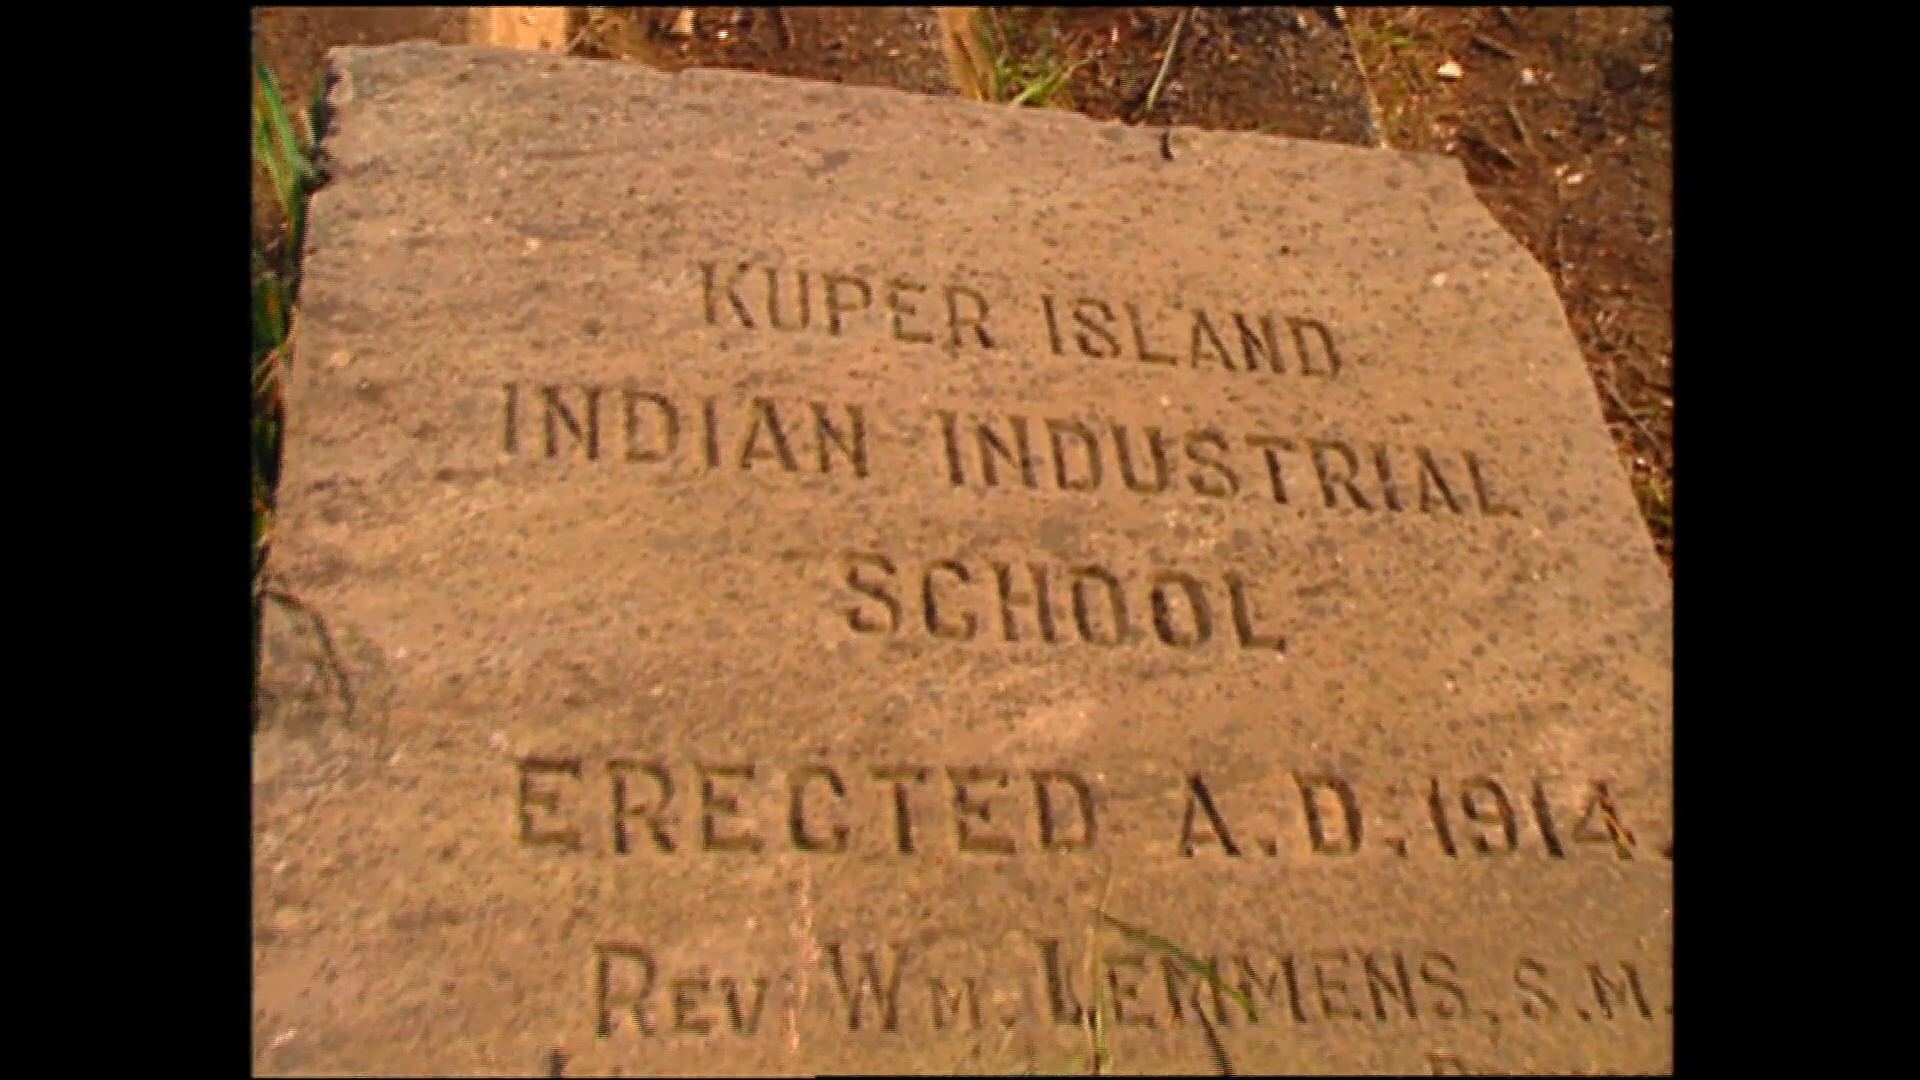 KUPER ISLAND
INDIAN INDUSTRIAL
SCHOOL
ERECTED A.D. 1914.
REV WM. LEMMENS, S.M.